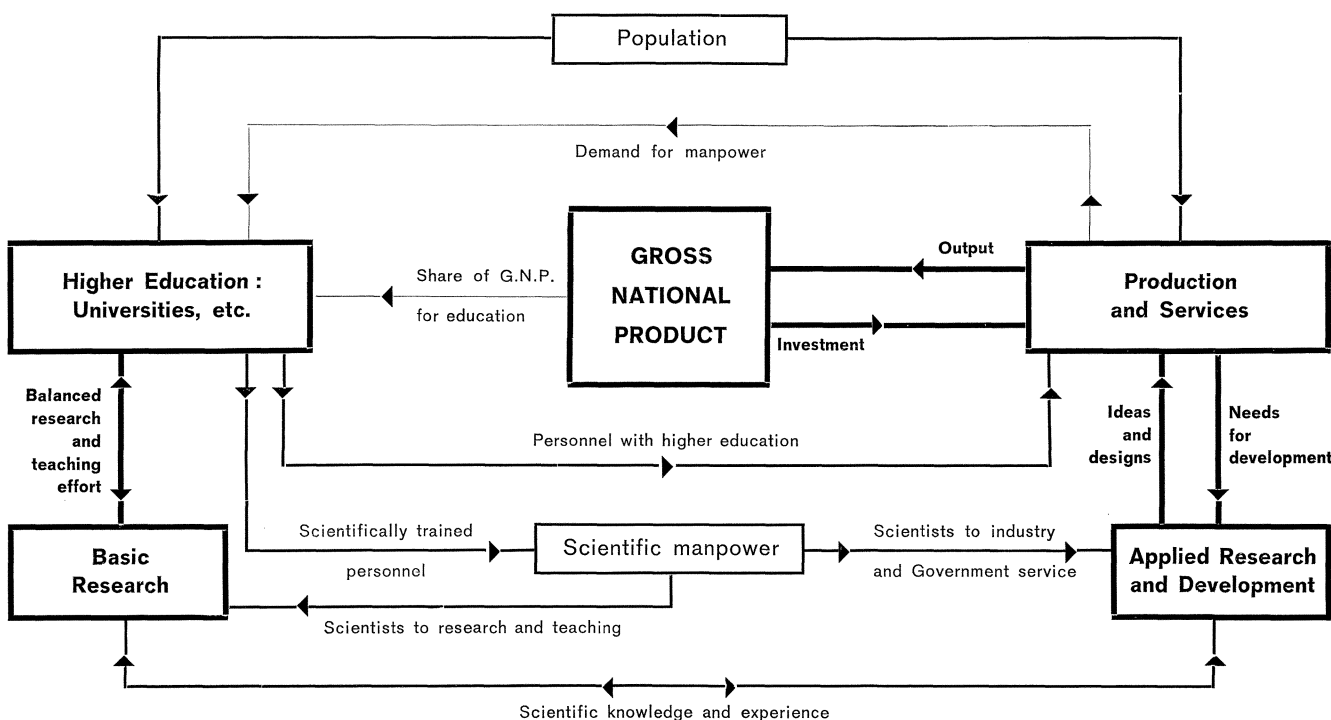 Population
Demand for manpower
Higher Education :
Universities, etc.
Share of G.N.P.
for education
GROSS
NATIONAL
PRODUCT
Output
Investment
Production
and Services
Balanced
research
and
teaching
effort
Personnel with higher education
Ideas
and
designs
Needs
for
development
Basic
Research
Scientifically trained
personnel
Scientific manpower
Scientists to industry
and Government service
Applied Research
and Development
Scientists to research and teaching
Scientific knowledge and experience